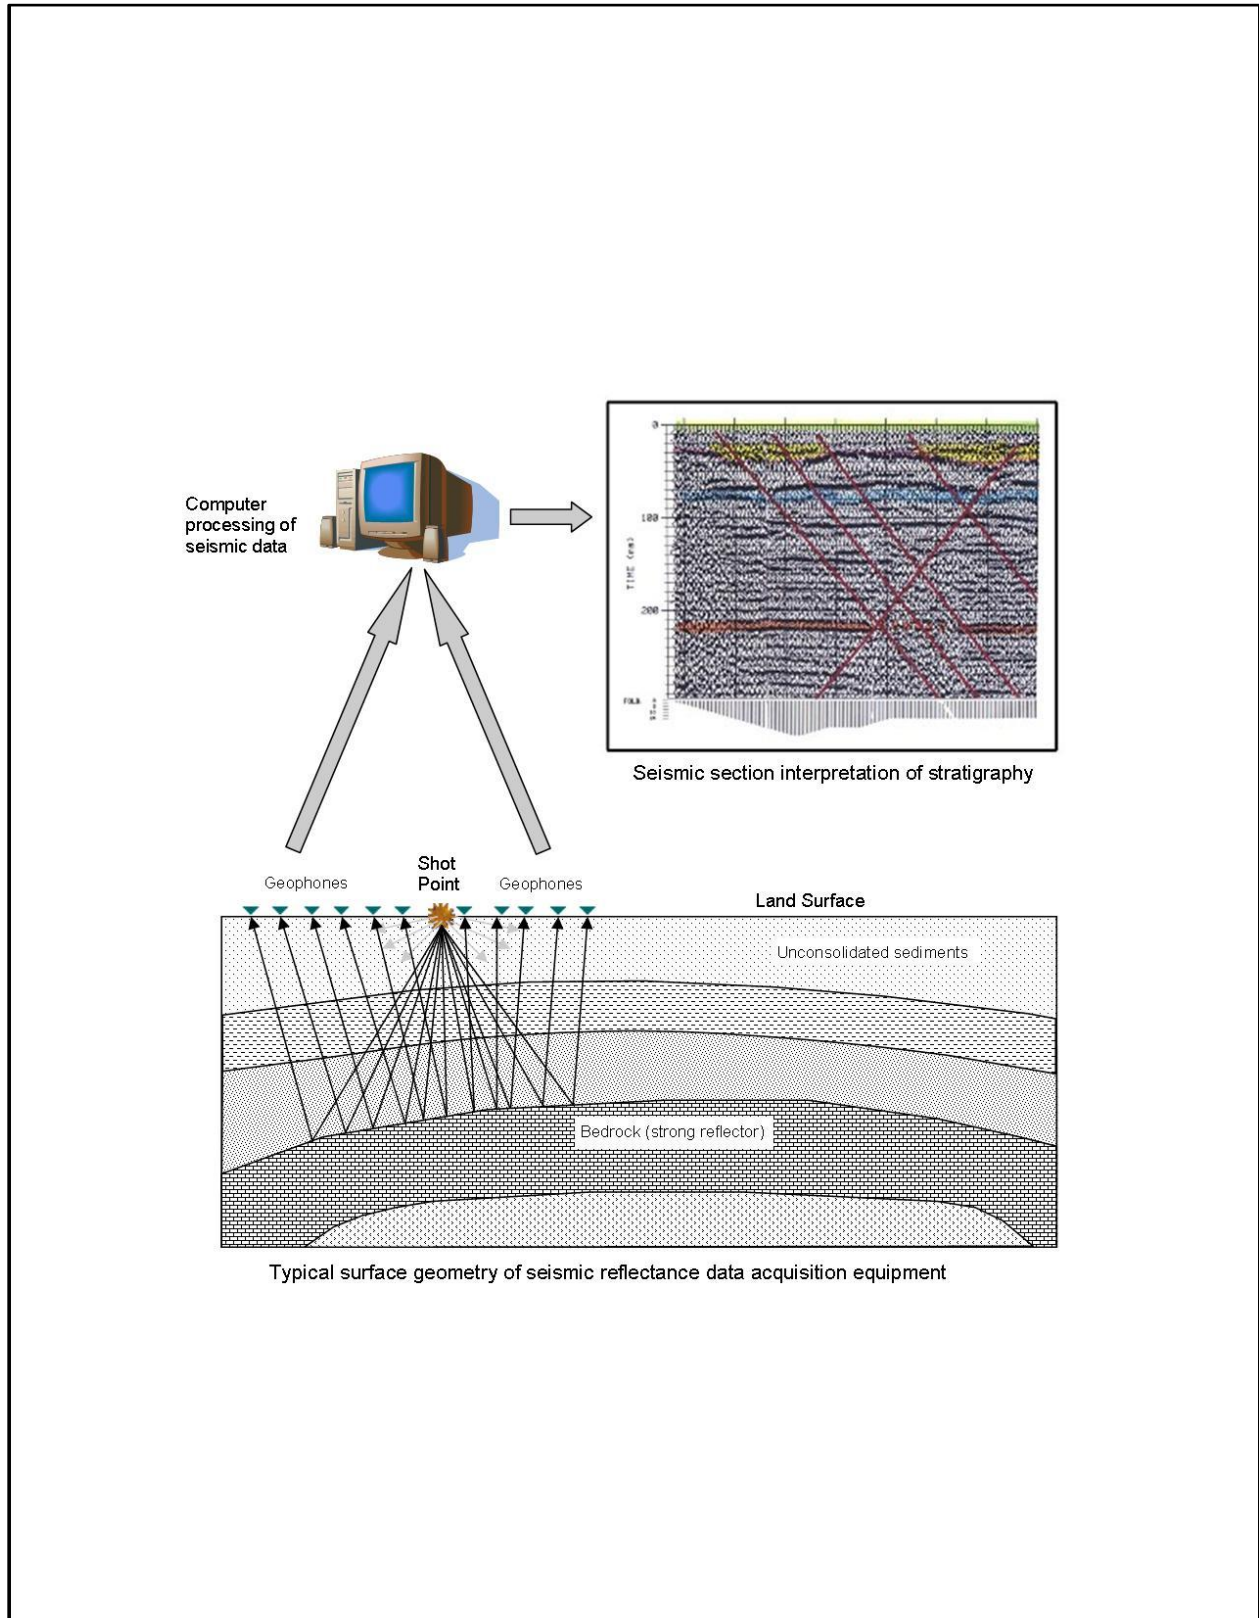 Computer
processing of
seismic data
0
100
200
TIME (ms)
FOLD
Seismic section interpretation of stratigraphy
Geophones
Shot
Point
Geophones
Land Surface
Unconsolidated sediments
Bedrock (strong reflector)
Typical surface geometry of seismic reflectance data acquisition equipment